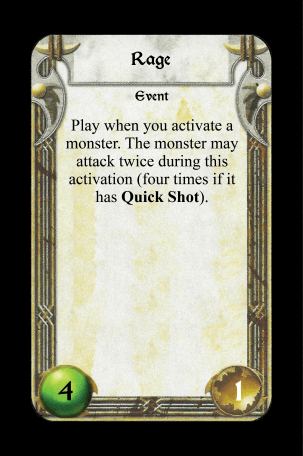 Rage
Event
Play when you activate a
monster. The monster may
attack twice during this
activation (four times if it
has Quick Shot).
4
1